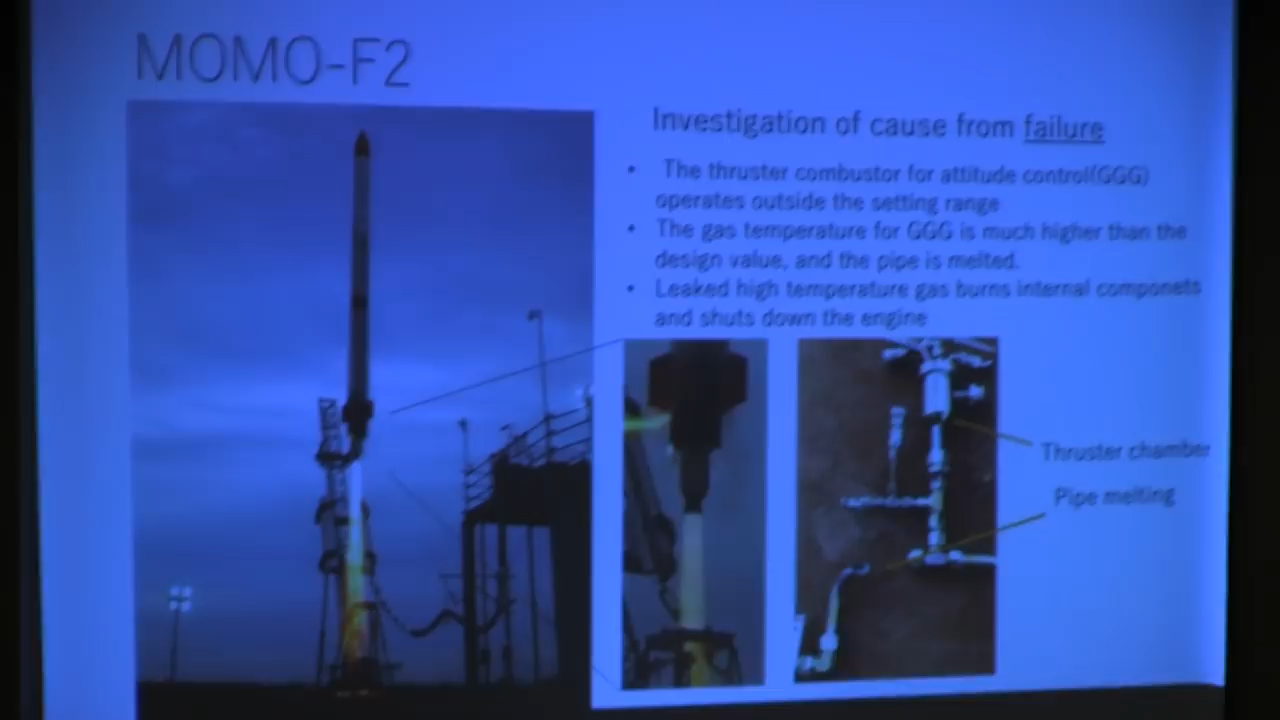 MOMO-F2
Investigation of cause from failure
• The thruster combustor for attitude control(GGG)
operates outside the setting range
• The gas temperature for GGG is much higher than the
design value, and the pipe is melted.
• Leaked high temperature gas burns internal componets
and shuts down the engine
Thruster chamber
Pipe melting